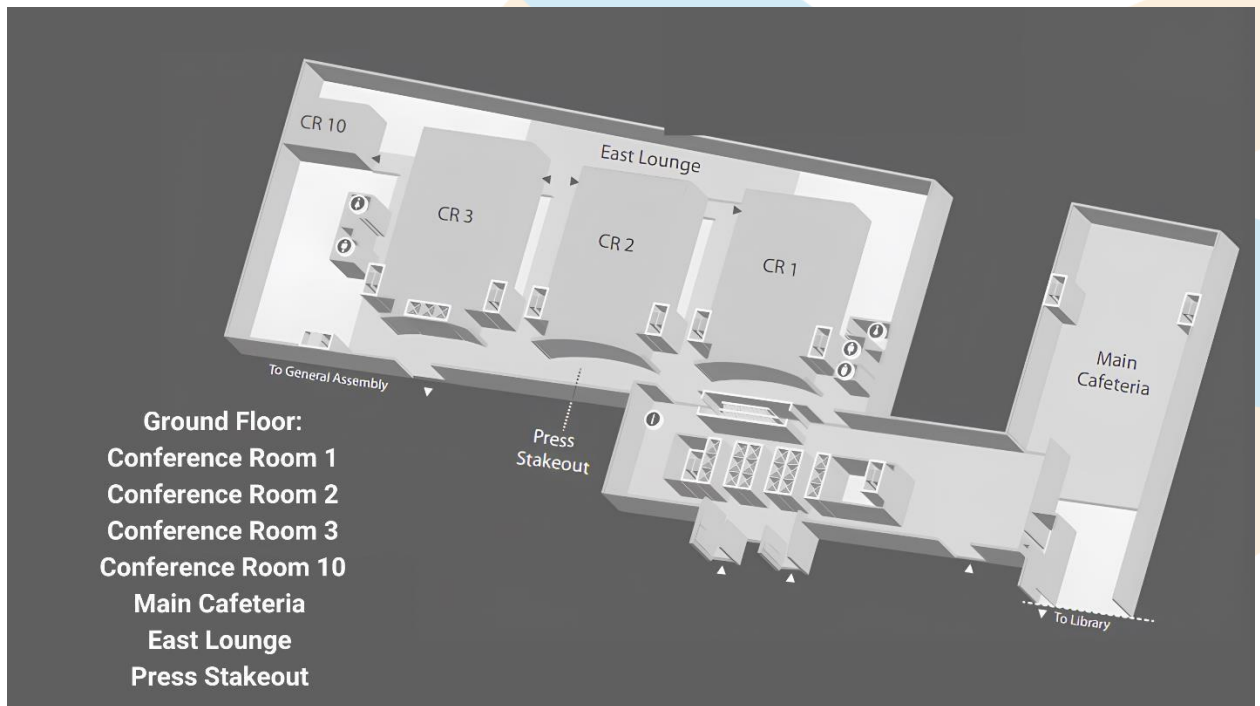 CR 10
East Lounge
CR 3
CR 2
CR 1
Main
Cafeteria
To General Assembly
Press
Stakeout
To Library
Ground Floor:
Conference Room 1
Conference Room 2
Conference Room 3
Conference Room 10
Main Cafeteria
East Lounge
Press Stakeout